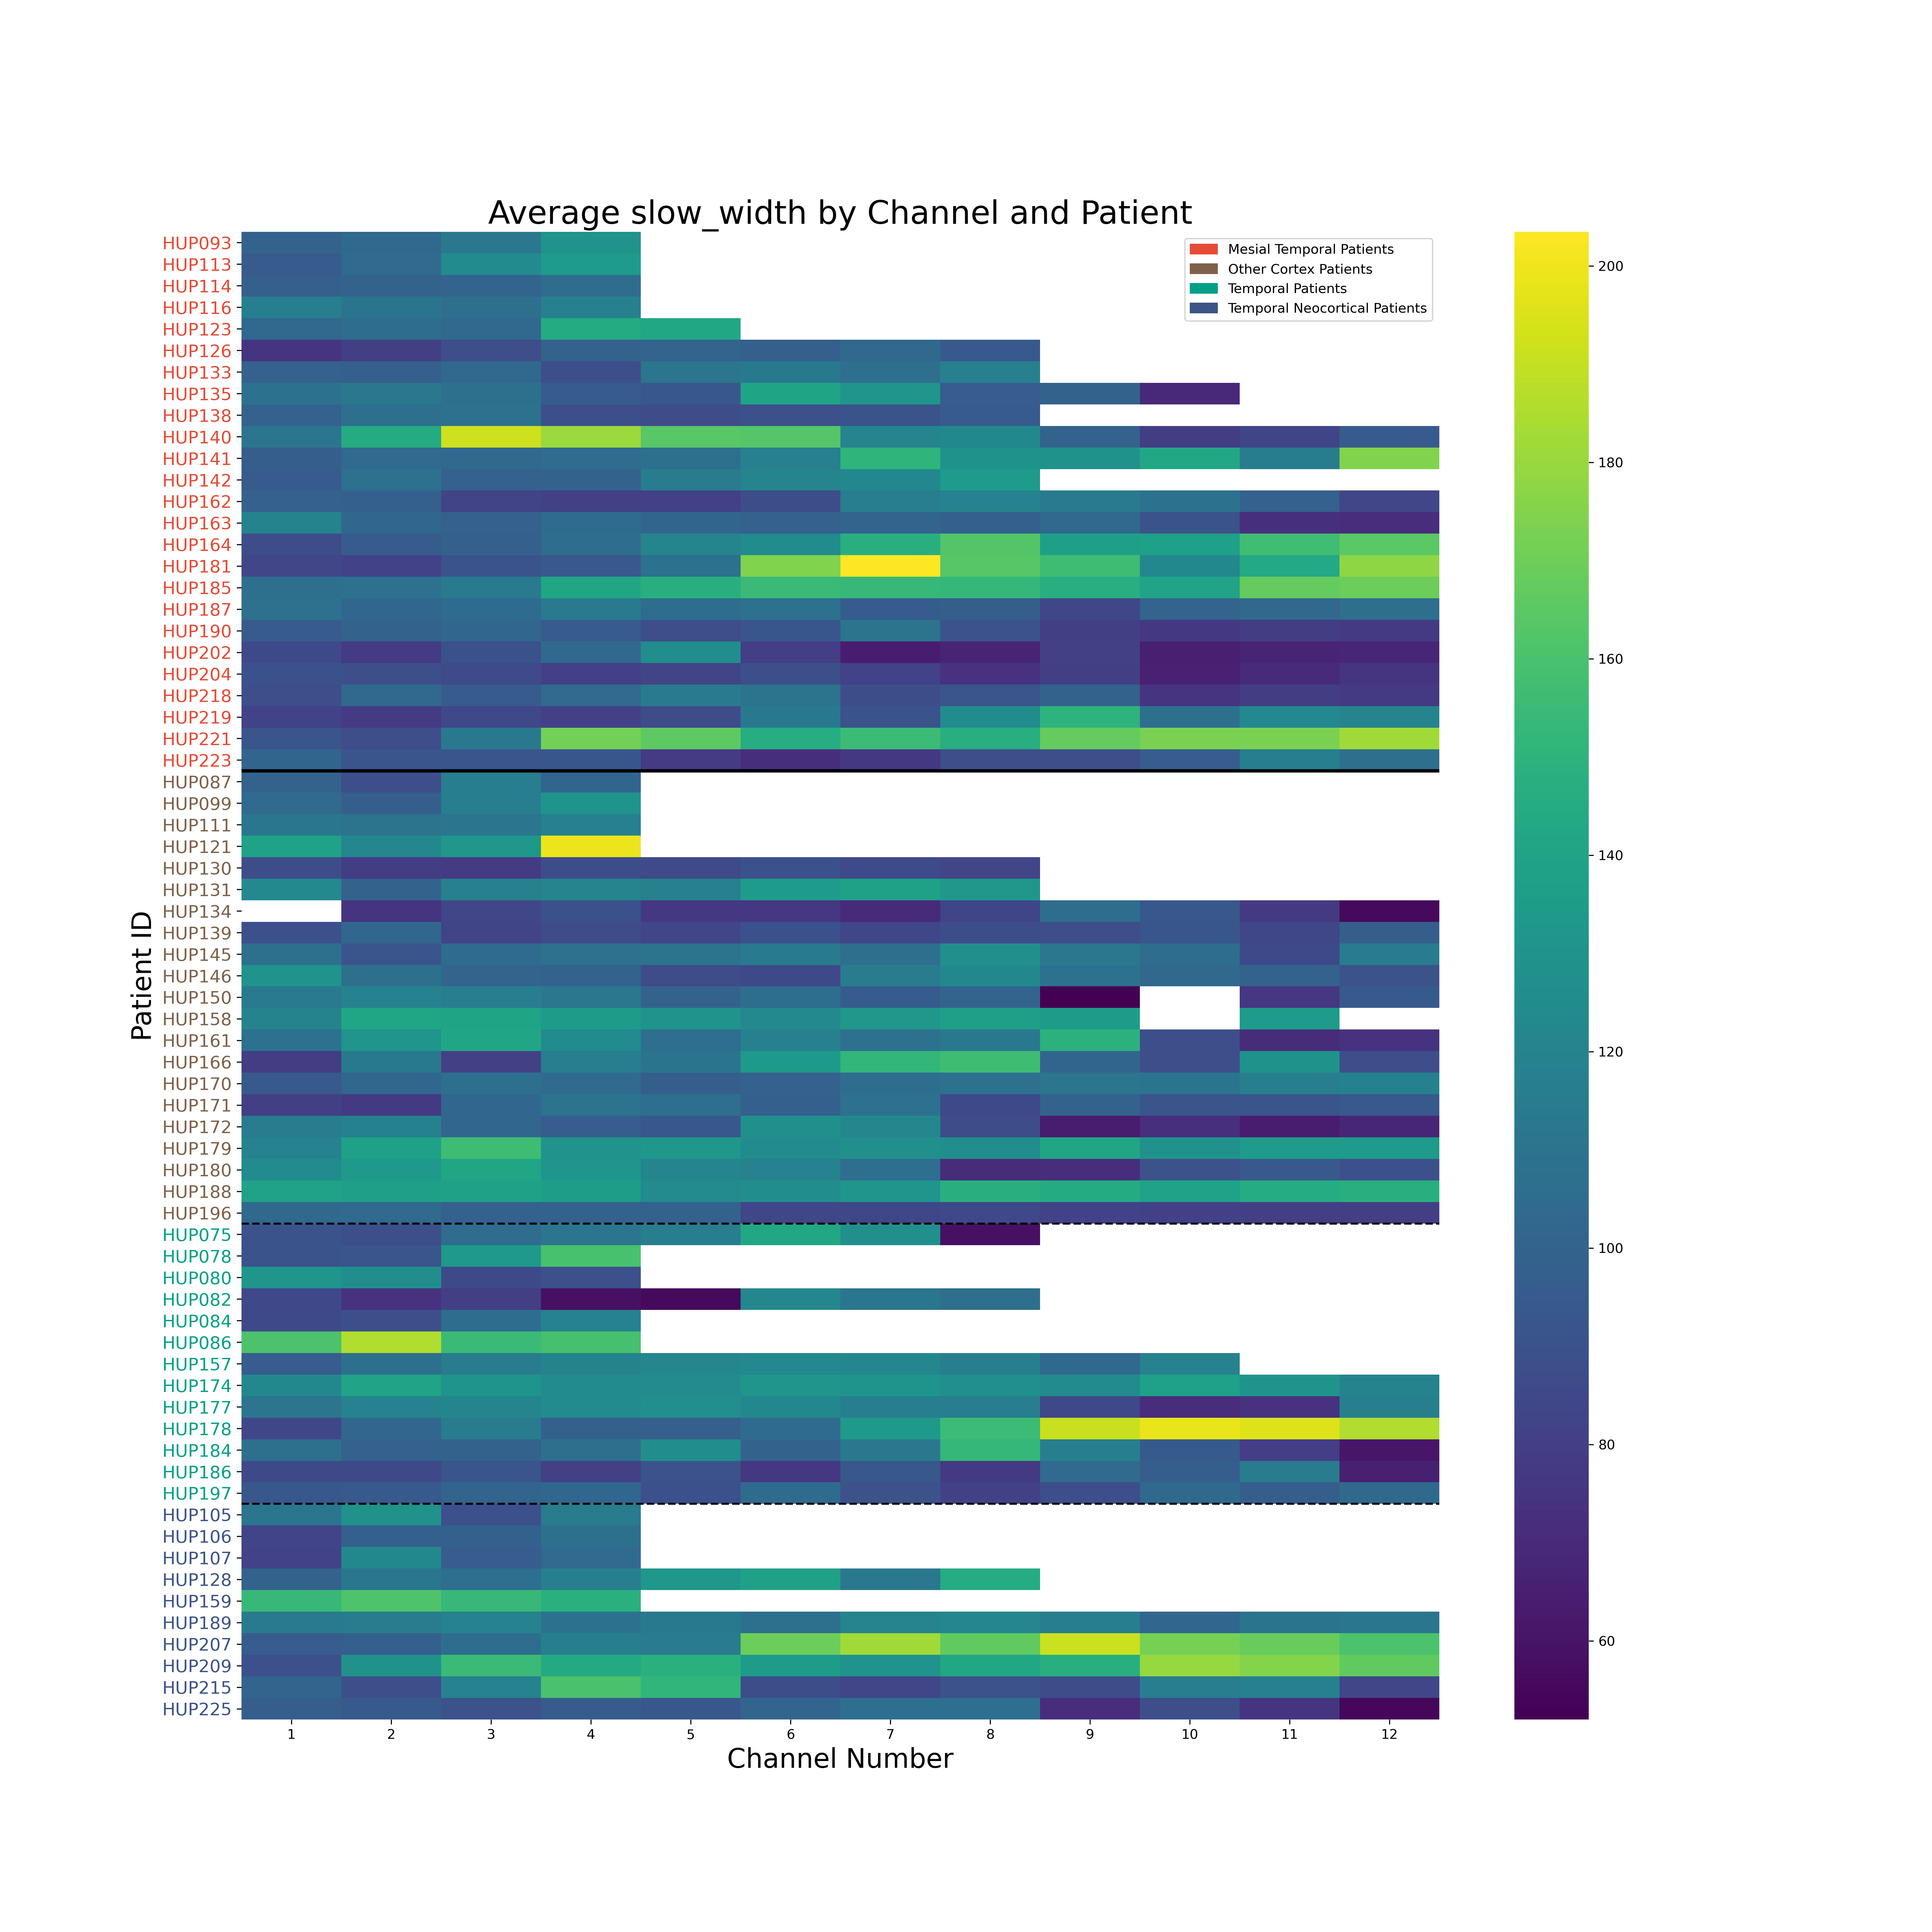 Average slow_width by Channel and Patient
Mesial Temporal Patients
Other Cortex Patients
Temporal Patients
Temporal Neocortical Patients
Patient ID
HUP093
HUP113
HUP114
HUP116
HUP123
HUP126
HUP133
HUP135
HUP138
HUP140
HUP141
HUP142
HUP162
HUP163
HUP164
HUP181
HUP185
HUP187
HUP190
HUP202
HUP204
HUP218
HUP219
HUP221
HUP223
HUP087
HUP099
HUP111
HUP121
HUP130
HUP131
HUP134
HUP139
HUP145
HUP146
HUP150
HUP158
HUP161
HUP166
HUP170
HUP171
HUP172
HUP179
HUP180
HUP188
HUP196
HUP075
HUP078
HUP080
HUP082
HUP084
HUP086
HUP157
HUP174
HUP177
HUP178
HUP184
HUP186
HUP197
HUP105
HUP106
HUP107
HUP128
HUP159
HUP189
HUP207
HUP209
HUP215
HUP225
1 2 3 4 5 6 7 8 9 10 11 12
Channel Number
200
180
160
140
120
100
80
60